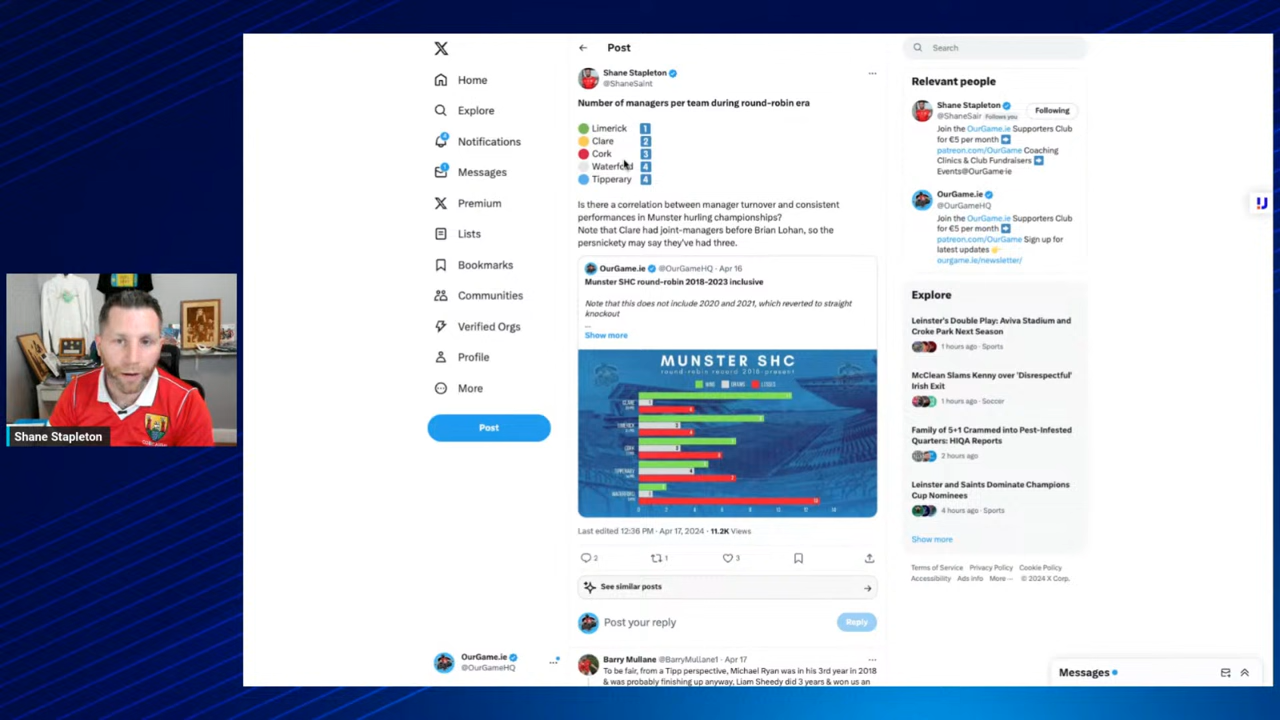 Home
Explore
Notifications
Messages
Premium
Lists
Bookmarks
Communities
Verified Orgs
Profile
More
Post
OurGame.ie
@OurGameHQ
Shane Stapleton
Post
Shane Stapleton
@ShaneSaint
Number of managers per team during round-robin era
Limerick 1
Clare 2
Cork 3
Waterford 4
Tipperary 4
Is there a correlation between manager turnover and consistent
performances in Munster hurling championships?
Note that Clare had joint-managers before Brian Lohan, so the
persnickety may say they've had three.
OurGame.ie @OurGameHQ · Apr 16
Munster SHC round-robin 2018-2023 inclusive
Note that this does not include 2020 and 2021, which reverted to straight
knockout
...
Show more
MUNSTER SHC
round-robin record 2018-present
WINS DRAWS LOSSES
CLARE
LIMERICK
CORK
TIPPERARY
WATERFORD
Last edited 12:36 PM · Apr 17, 2024 · 11.2K Views
2 1 3
See similar posts
Post your reply
Reply
Barry Mullane @BarryMullane1 · Apr 17
To be fair, from a Tipp perspective, Michael Ryan was in his 3rd year in 2018
& was probably finishing up anyway, Liam Sheedy did 3 years & won us an
Search
Relevant people
Shane Stapleton
@ShaneSair Follows you
Following
Join the OurGame.ie Supporters Club
for €5 per month
patreon.com/OurGame Coaching
Clinics & Club Fundraisers
Events@OurGame.ie
OurGame.ie
@OurGameHQ
Join the OurGame.ie Supporters Club
for €5 per month
patreon.com/OurGame Sign up for
latest updates
ourgame.ie/newsletter/
Explore
Leinster's Double Play: Aviva Stadium and
Croke Park Next Season
1 hours ago · Sports
McClean Slams Kenny over 'Disrespectful'
Irish Exit
1 hours ago · Soccer
Family of 5+1 Crammed into Pest-Infested
Quarters: HIQA Reports
2 hours ago
Leinster and Saints Dominate Champions
Cup Nominees
4 hours ago · Sports
Show more
Terms of Service Privacy Policy Cookie Policy
Accessibility Ads info More ··· © 2024 X Corp.
Messages